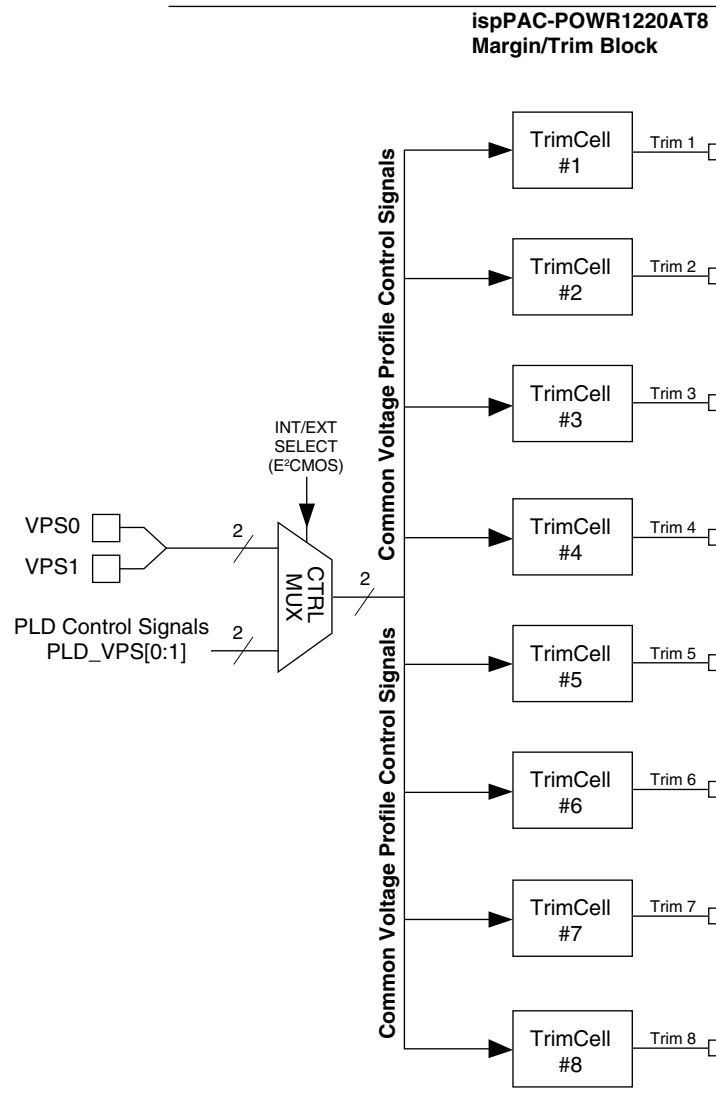 ispPAC-POWR1220AT8
Margin/Trim Block
TrimCell
#1
Trim 1
TrimCell
#2
Trim 2
TrimCell
#3
Trim 3
TrimCell
#4
Trim 4
TrimCell
#5
Trim 5
TrimCell
#6
Trim 6
TrimCell
#7
Trim 7
TrimCell
#8
Trim 8
Common Voltage Profile Control Signals
Common Voltage Profile Control Signals
INT/EXT
SELECT
(E²CMOS)
VPS0
VPS1
2
CTRL
MUX
2
PLD Control Signals
PLD_VPS[0:1]
2